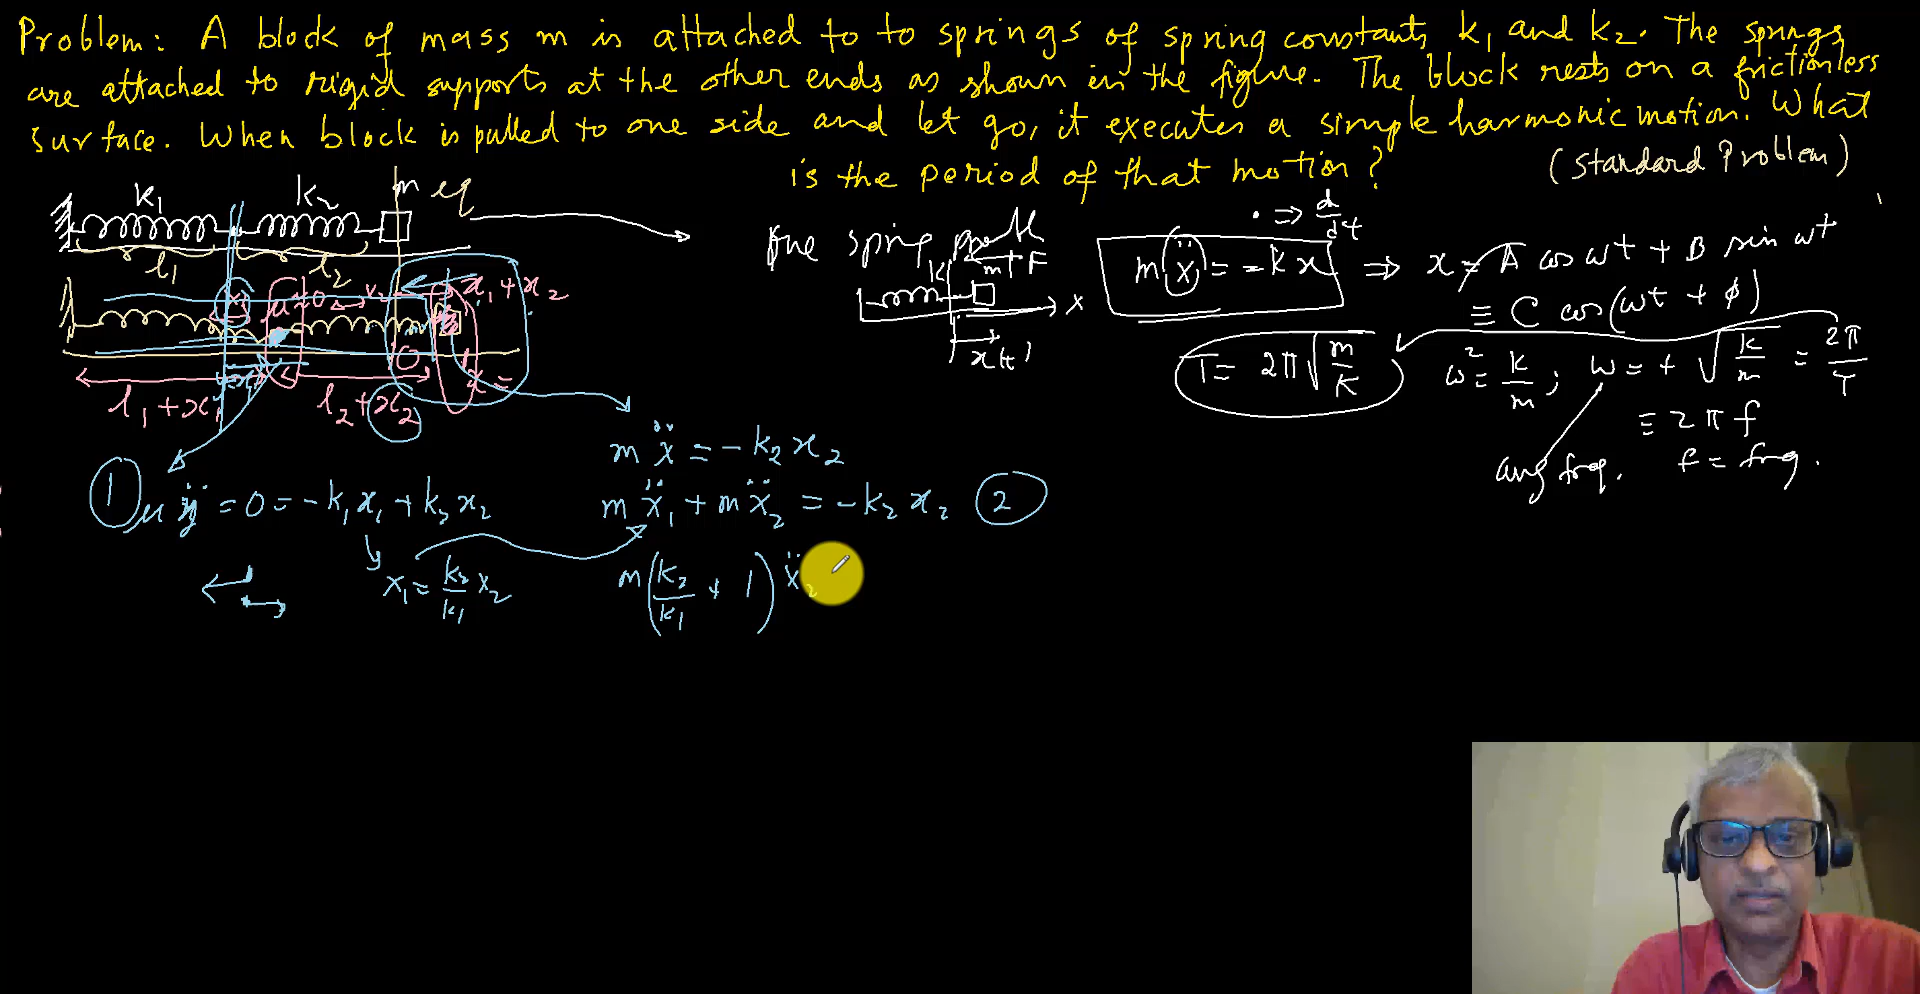 Problem: A block of mass m is attached to to springs of spring constants k₁ and k₂. The springs
are attached to rigid supports at the other ends as shown in the figure. The block rests on a frictionless
surface. When block is pulled to one side and let go, it executes a simple harmonic motion. What
is the period of that motion?
(Standard Problem)
k₁ k₂ m eq
l₁ l₂
x₁ + x₂
l₁ + x₁ l₂ + x₂
One spring
k m F
x
x(t)
• ⇒ d/dt
m ẍ = - k x ⇒ x = A cos ωt + B sin ωt
≡ C cos(ωt + φ)
T = 2π √(m/k)
ω² = k/m ; ω = + √(k/m) = 2π/T
≡ 2πf
ang freq. f = freq.
m ẍ = - k₂ x₂
① μ ÿ = 0 = - k₁ x₁ + k₂ x₂
m ẍ₁ + m ẍ₂ = - k₂ x₂ ②
x₁ = k₂/k₁ x₂
m (k₂/k₁ + 1) ẍ₂